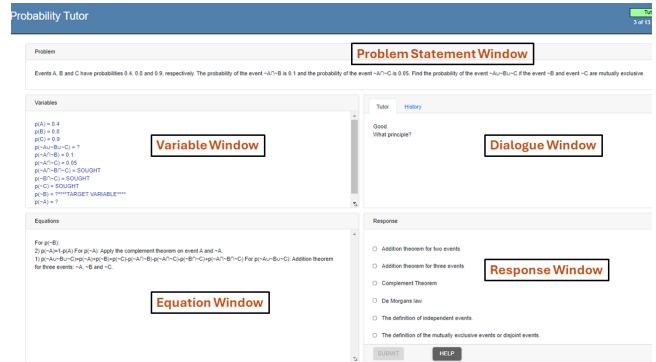 Probability Tutor
Tut
3 of 13
Problem
Problem Statement Window
Events A, B and C have probabilities 0.4, 0.8 and 0.9, respectively. The probability of the event ~A∩~B is 0.1 and the probability of the event ~A∩~C is 0.05. Find the probability of the event ~A∪~B∪~C if the event ~B and event ~C are mutually exclusive.
Variables
p(A) = 0.4
p(B) = 0.8
p(C) = 0.9
p(~A∪~B∪~C) = ?
p(~A∩~B) = 0.1
p(~A∩~C) = 0.05
p(~A∩~B∩~C) = SOUGHT
p(~B∩~C) = SOUGHT
p(~C) = SOUGHT
p(~B) = ?****TARGET VARIABLE****
p(~A) = ?
Variable Window
Tutor
History
Good.
What principle?
Dialogue Window
Equations
For p(~B):
2) p(~A)=1-p(A) For p(~A): Apply the complement theorem on event A and ~A.
1) p(~A∪~B∪~C)=p(~A)+p(~B)+p(~C)-p(~A∩~B)-p(~A∩~C)-p(~B∩~C)+p(~A∩~B∩~C) For p(~A∪~B∪~C): Addition theorem
for three events: ~A, ~B and ~C.
Equation Window
Response
Addition theorem for two events
Addition theorem for three events
Complement Theorem
De Morgans law
The definition of independent events.
The definition of the mutually exclusive events or disjoint events.
Response Window
SUBMIT
HELP